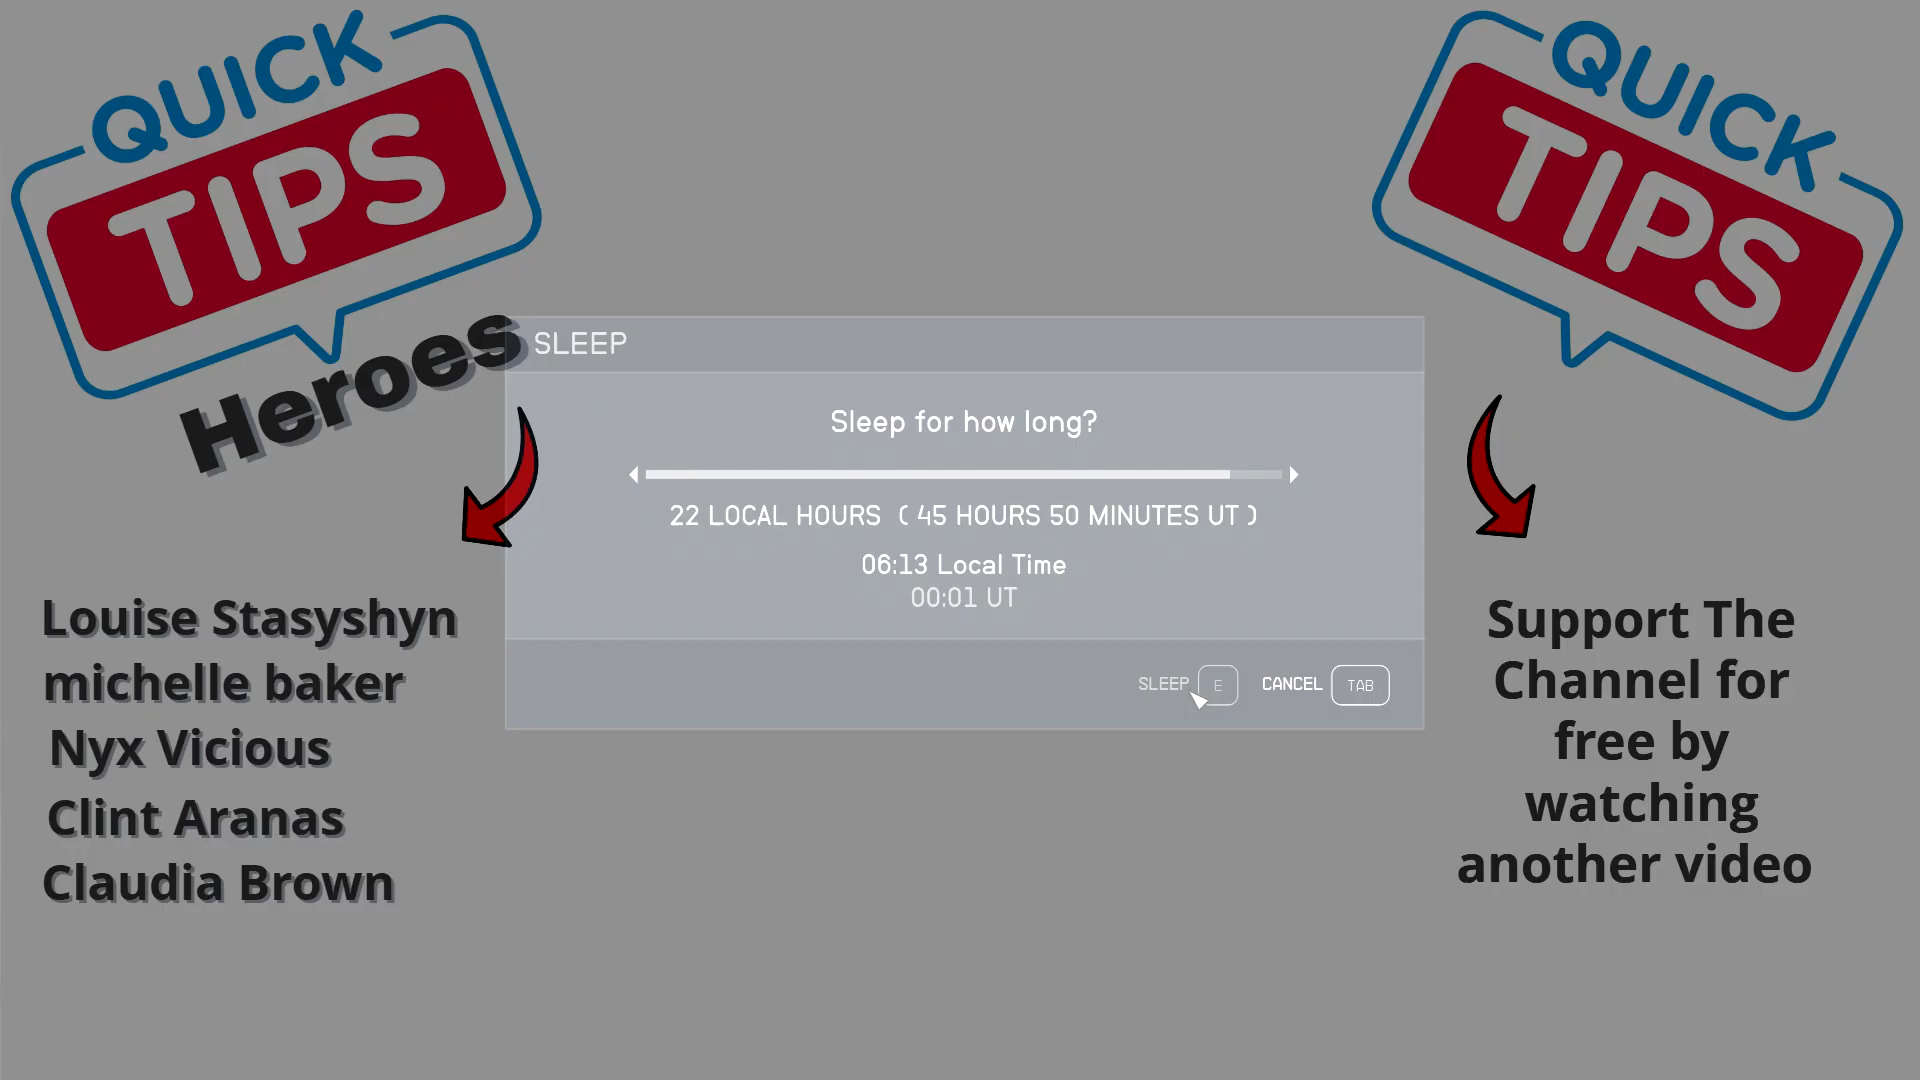 QUICK
TIPS
Heroes
Louise Stasyshyn
michelle baker
Nyx Vicious
Clint Aranas
Claudia Brown
SLEEP
Sleep for how long?
22 LOCAL HOURS ( 45 HOURS 50 MINUTES UT )
06:13 Local Time
00:01 UT
SLEEP E CANCEL TAB
QUICK
TIPS
Support The
Channel for
free by
watching
another video